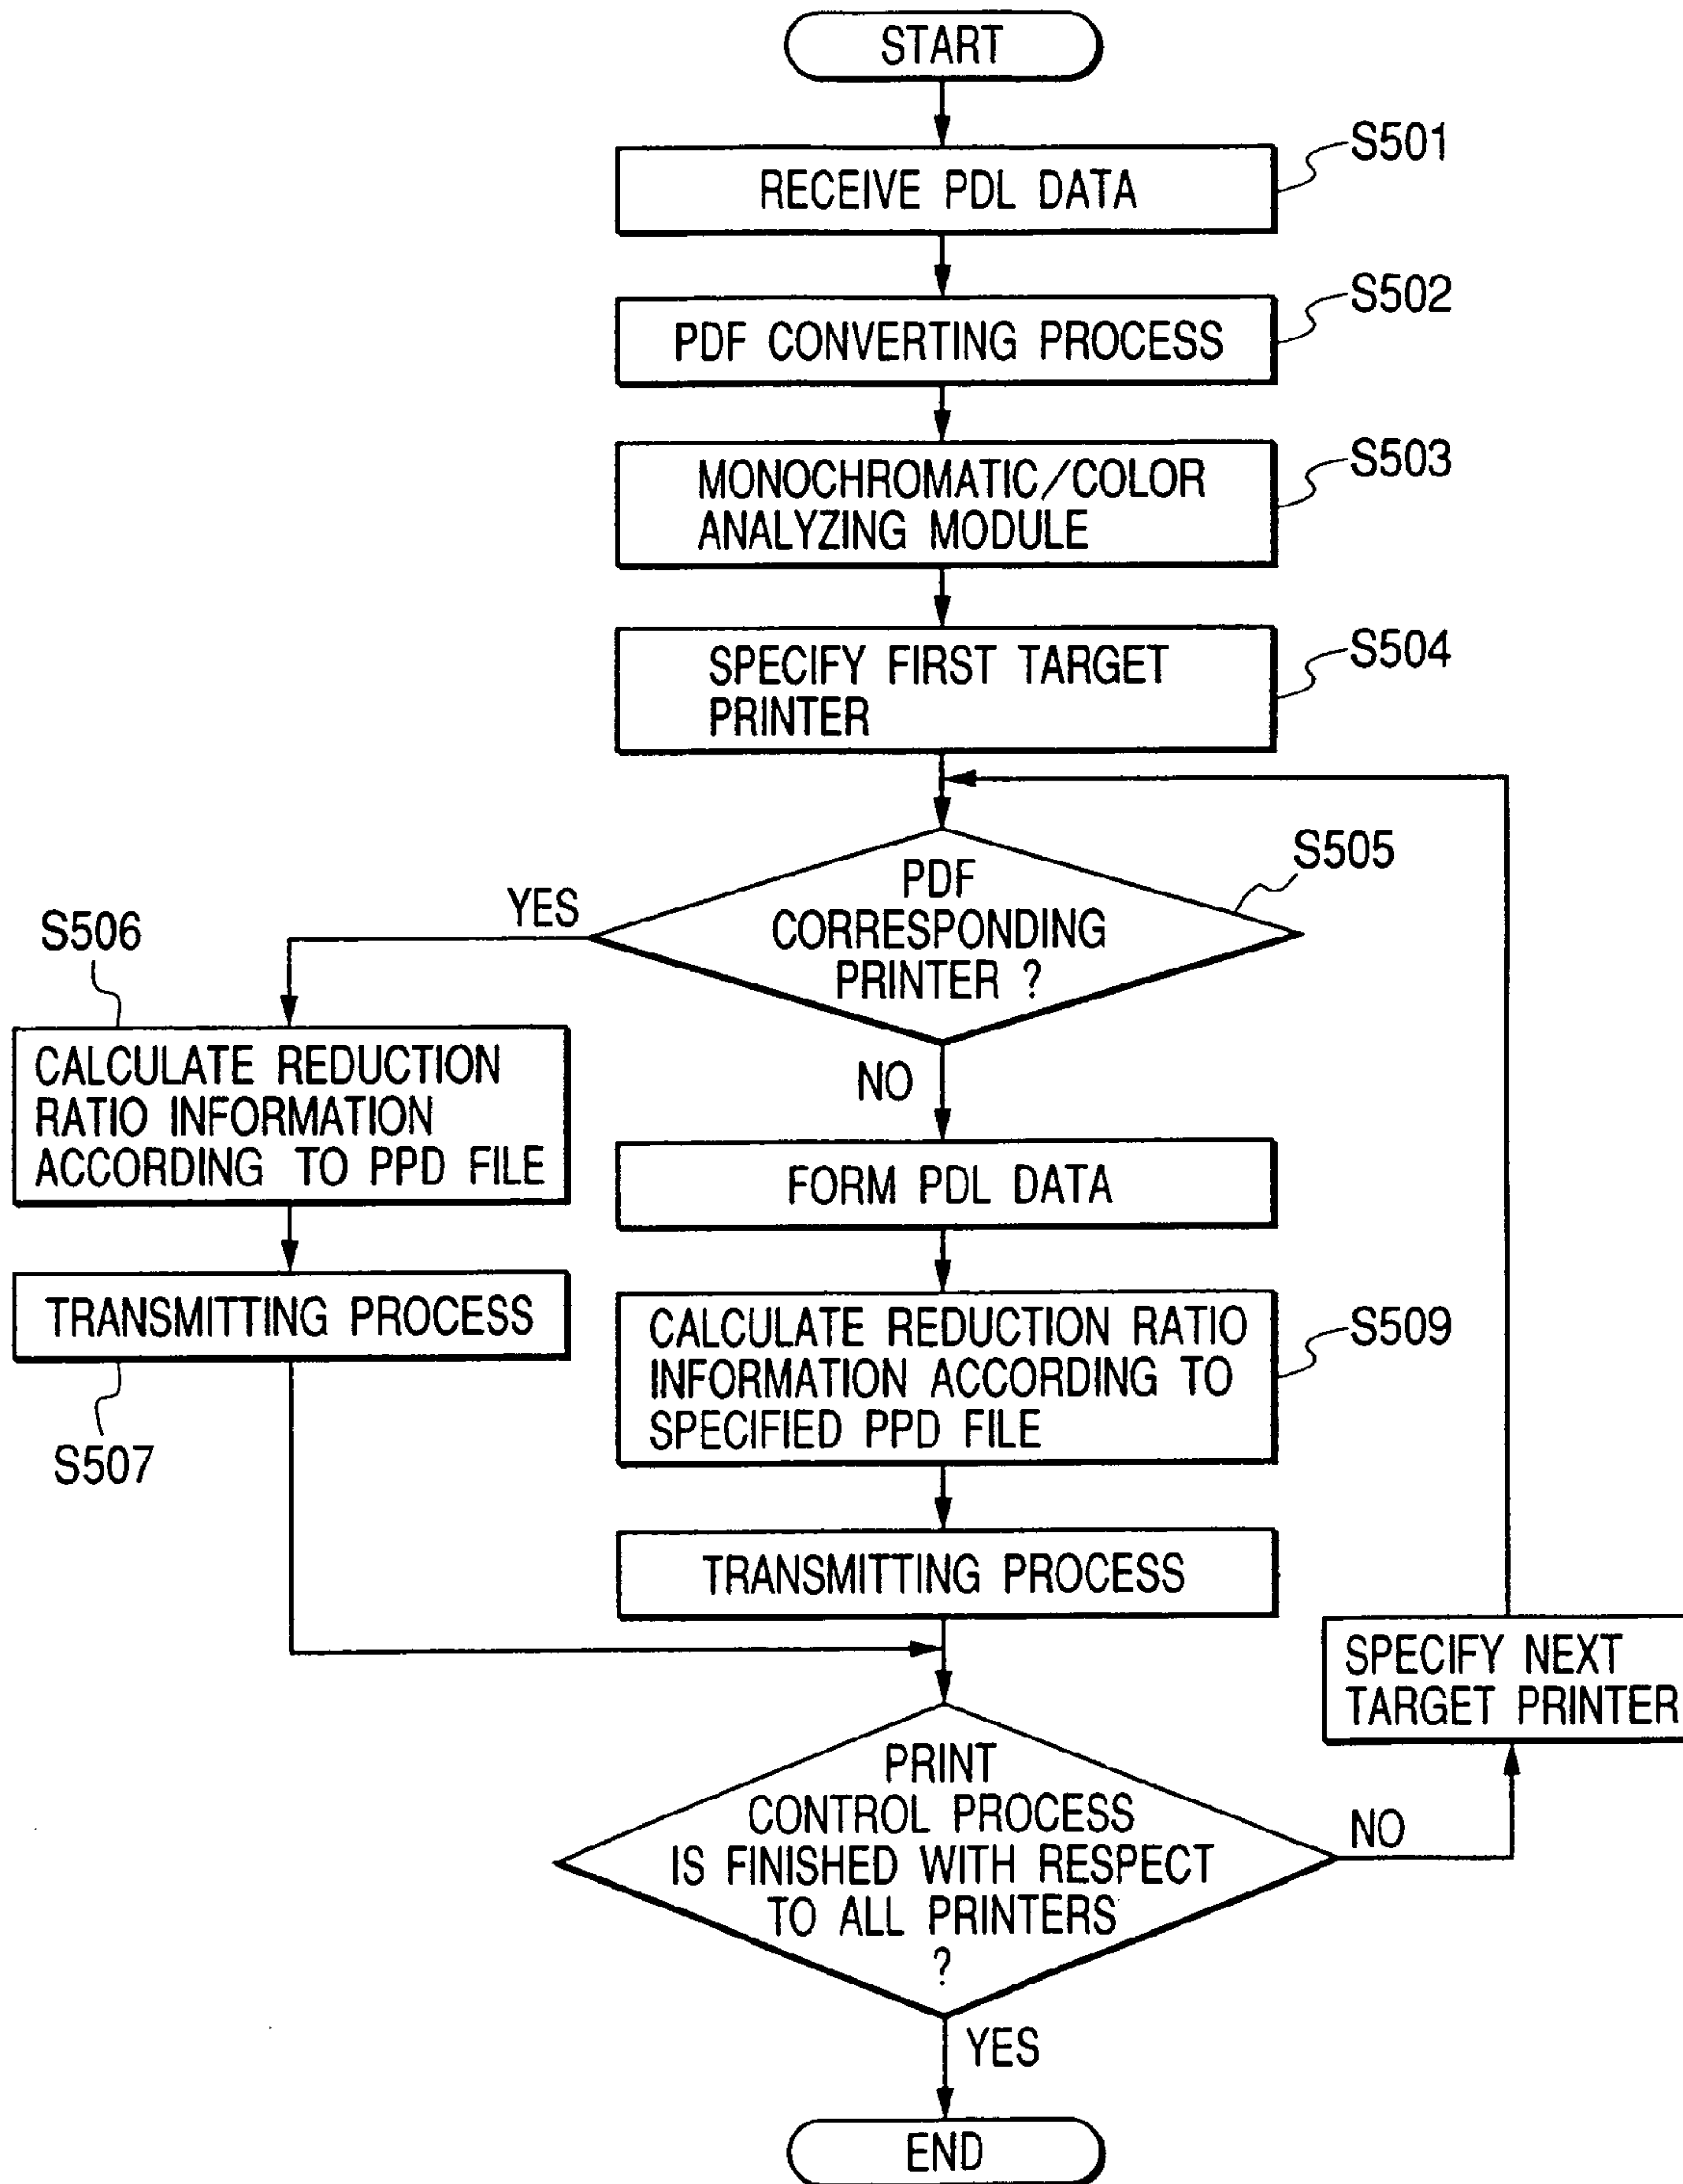 START
S501
RECEIVE PDL DATA
S502
PDF CONVERTING PROCESS
S503
MONOCHROMATIC/COLOR
ANALYZING MODULE
S504
SPECIFY FIRST TARGET
PRINTER
S505
PDF
CORRESPONDING
PRINTER ?
YES
S506
CALCULATE REDUCTION
RATIO INFORMATION
ACCORDING TO PPD FILE
NO
FORM PDL DATA
TRANSMITTING PROCESS
S507
S509
CALCULATE REDUCTION RATIO
INFORMATION ACCORDING TO
SPECIFIED PPD FILE
TRANSMITTING PROCESS
SPECIFY NEXT
TARGET PRINTER
PRINT
CONTROL PROCESS
IS FINISHED WITH RESPECT
TO ALL PRINTERS
?
NO
YES
END